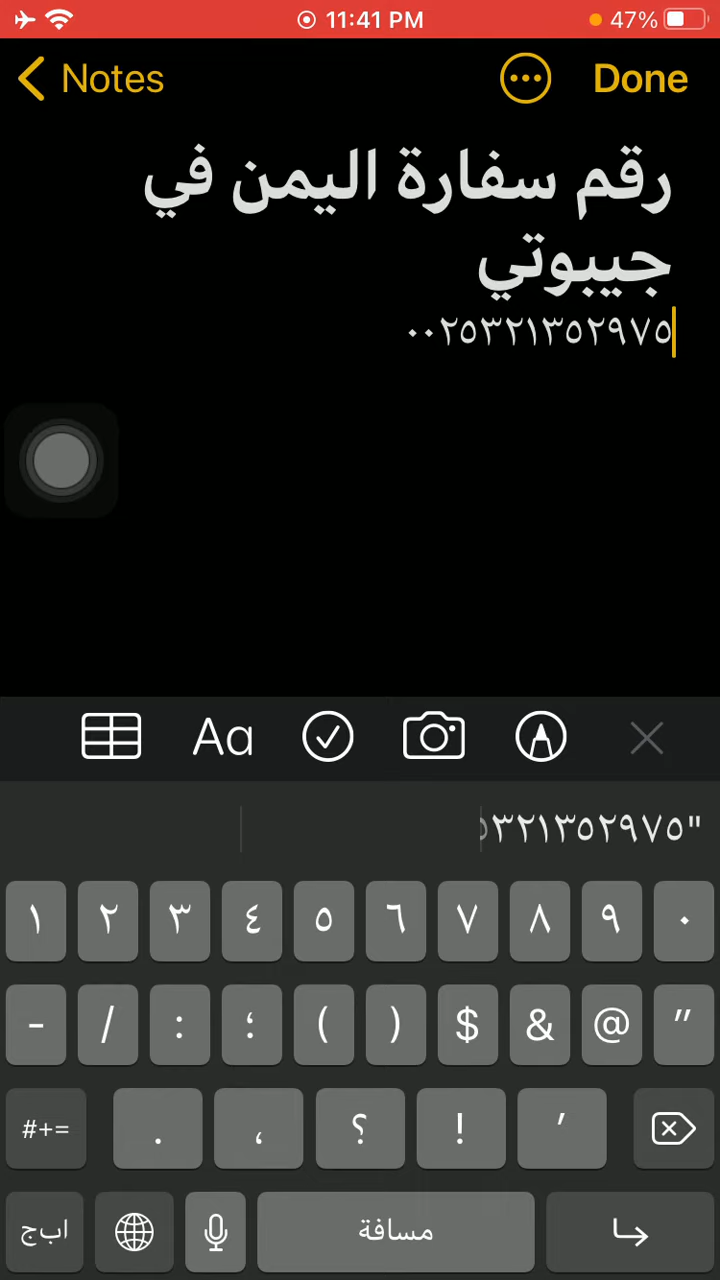 11:41 PM
47%
Notes
Done
رقم سفارة اليمن في
جيبوتي
٠٠٢٥٣٢١٣٥٢٩٧٥
Aa
٣٢١٣٥٢٩٧٥"
١ ٢ ٣ ٤ ٥ ٦ ٧ ٨ ٩ ٠
- / : ؛ ( ) $ & @ "
#+= . ، ؟ ! '
اب‌ج مسافة